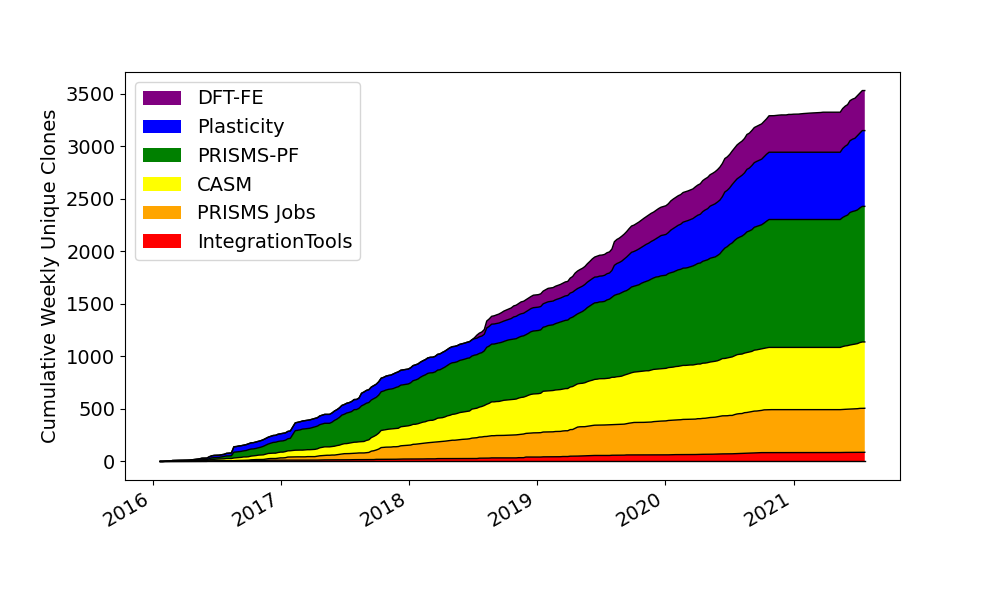 Cumulative Weekly Unique Clones
3500
3000
2500
2000
1500
1000
500
0
DFT-FE
Plasticity
PRISMS-PF
CASM
PRISMS Jobs
IntegrationTools
2016
2017
2018
2019
2020
2021